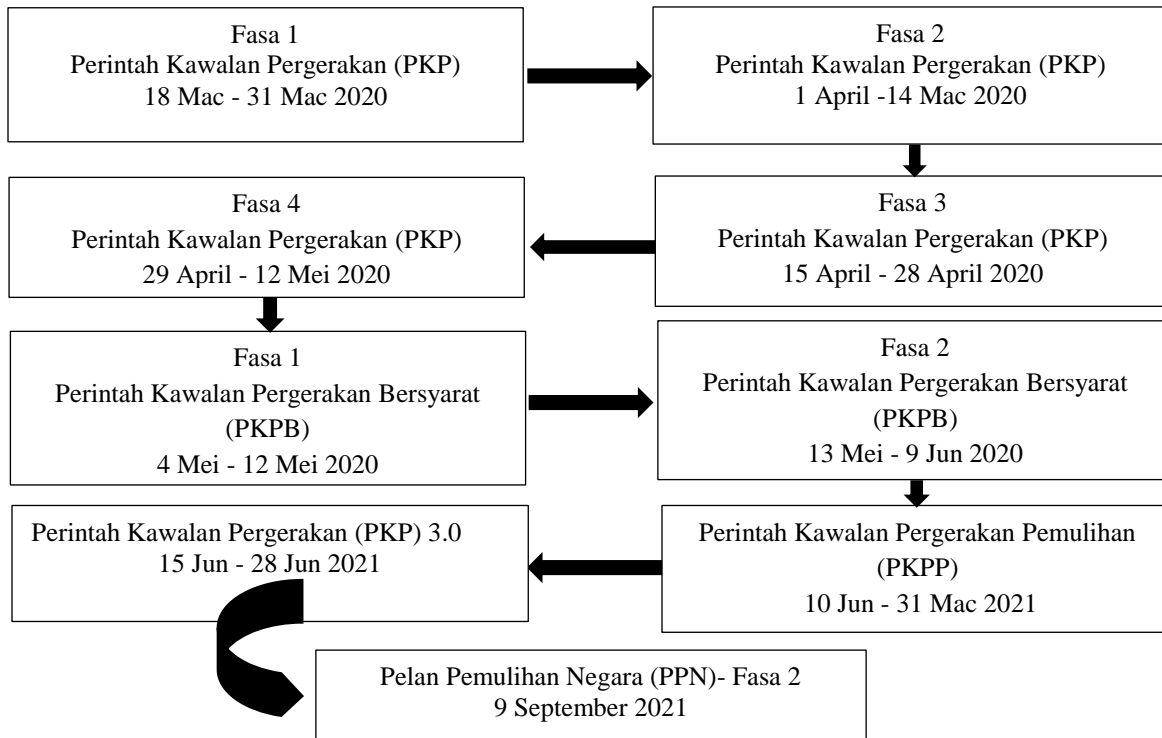 Fasa 1
Perintah Kawalan Pergerakan (PKP)
18 Mac - 31 Mac 2020
Fasa 2
Perintah Kawalan Pergerakan (PKP)
1 April -14 Mac 2020
Fasa 3
Perintah Kawalan Pergerakan (PKP)
15 April - 28 April 2020
Fasa 4
Perintah Kawalan Pergerakan (PKP)
29 April - 12 Mei 2020
Fasa 1
Perintah Kawalan Pergerakan Bersyarat
(PKPB)
4 Mei - 12 Mei 2020
Fasa 2
Perintah Kawalan Pergerakan Bersyarat
(PKPB)
13 Mei - 9 Jun 2020
Perintah Kawalan Pergerakan Pemulihan
(PKPP)
10 Jun - 31 Mac 2021
Perintah Kawalan Pergerakan (PKP) 3.0
15 Jun - 28 Jun 2021
Pelan Pemulihan Negara (PPN)- Fasa 2
9 September 2021